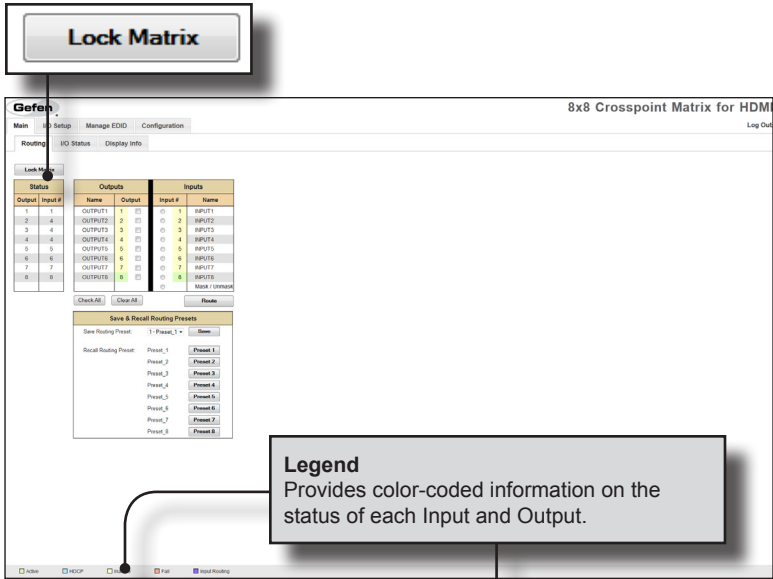 Lock Matrix
Gefen
8x8 Crosspoint Matrix for HDMI
Main I/O Setup Manage EDID Configuration
Log Out
Routing I/O Status Display Info
Lock Matrix
Status Outputs Inputs
Output Input # Name Output Input # Name
1 1 OUTPUT1 1 1 INPUT1
2 4 OUTPUT2 2 2 INPUT2
3 4 OUTPUT3 3 3 INPUT3
4 4 OUTPUT4 4 4 INPUT4
5 5 OUTPUT5 5 5 INPUT5
6 6 OUTPUT6 6 6 INPUT6
7 7 OUTPUT7 7 7 INPUT7
8 8 OUTPUT8 8 8 INPUT8
Mask / Unmask
Check All Clear All Route
Save & Recall Routing Presets
Save Routing Preset: 1 - Preset_1 Save
Recall Routing Preset: Preset_1 Preset 1
Preset_2 Preset 2
Preset_3 Preset 3
Preset_4 Preset 4
Preset_5 Preset 5
Preset_6 Preset 6
Preset_7 Preset 7
Preset_8 Preset 8
Legend
Provides color-coded information on the
status of each Input and Output.
Active HDCP Fail Input Routing